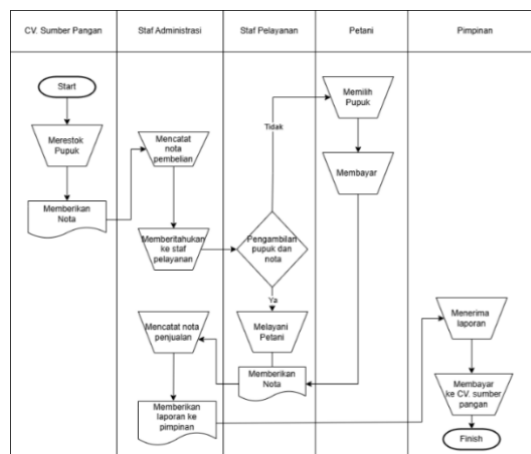 CV. Sumber Pangan
Staf Administrasi
Staf Pelayanan
Petani
Pimpinan
Start
Merestok
Pupuk
Memberikan
Nota
Mencatat
nota
pembelian
Memberitahukan
ke staf
pelayanan
Pengambilan
pupuk dan
nota
Tidak
Memilih
Pupuk
Membayar
Ya
Melayani
Petani
Memberikan
Nota
Mencatat nota
penjualan
Memberikan
laporan ke
pimpinan
Menerima
laporan
Membayar
ke CV. sumber
pangan
Finish